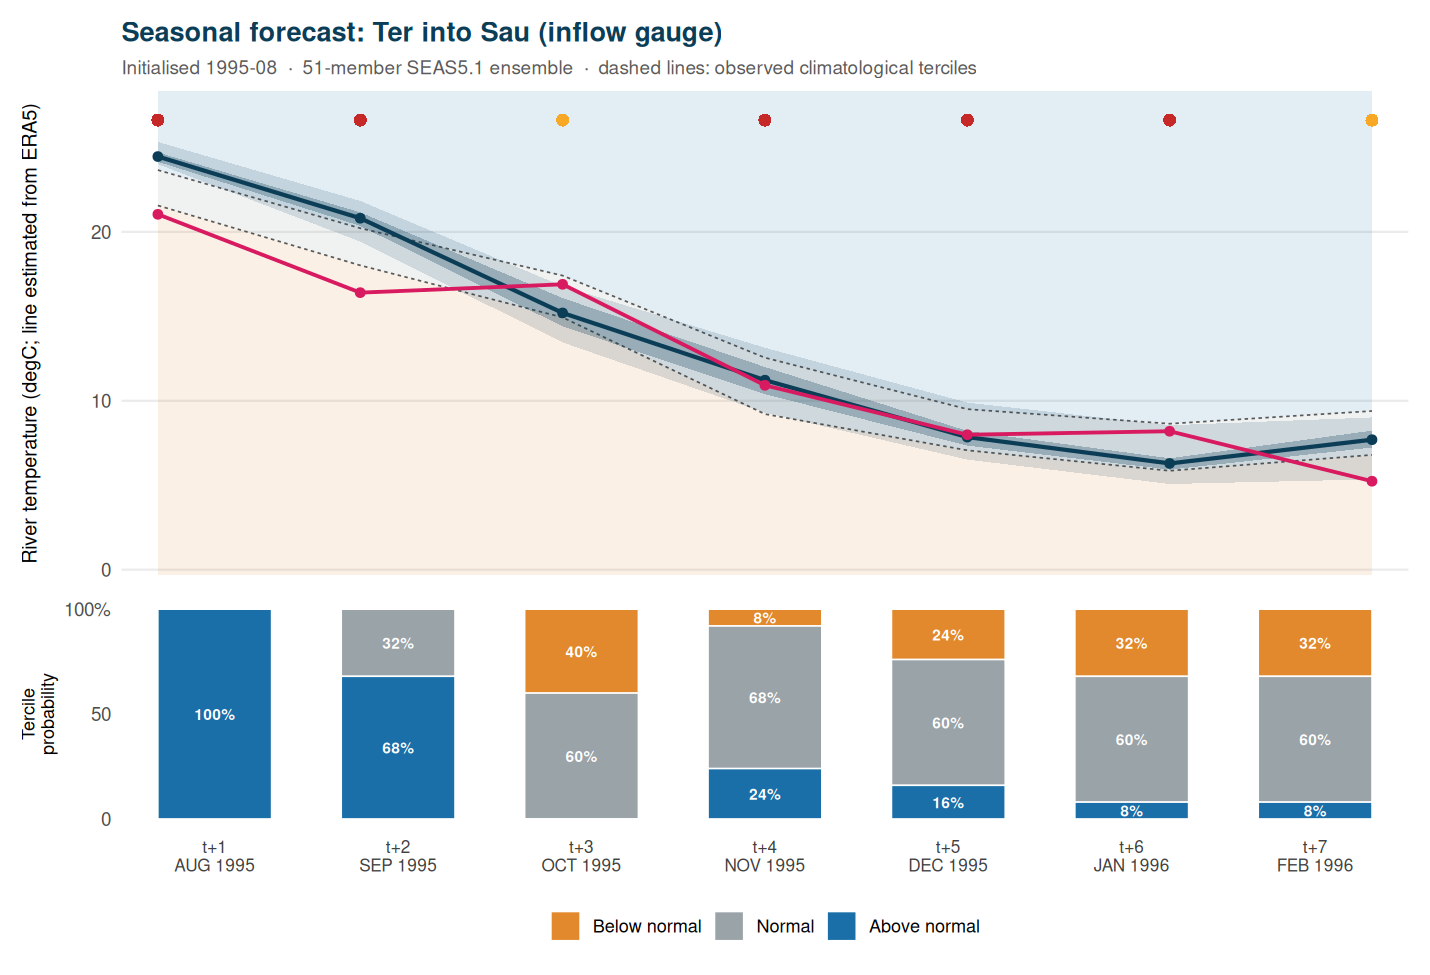 Seasonal forecast: Ter into Sau (inflow gauge)
Initialised 1995-08 · 51-member SEAS5.1 ensemble · dashed lines: observed climatological terciles
River temperature (degC; line estimated from ERA5)
20
10
0
Tercile
probability
100%
50
0
100%
32%
68%
40%
60%
8%
68%
24%
24%
60%
16%
32%
60%
8%
32%
60%
8%
t+1
AUG 1995
t+2
SEP 1995
t+3
OCT 1995
t+4
NOV 1995
t+5
DEC 1995
t+6
JAN 1996
t+7
FEB 1996
Below normal
Normal
Above normal